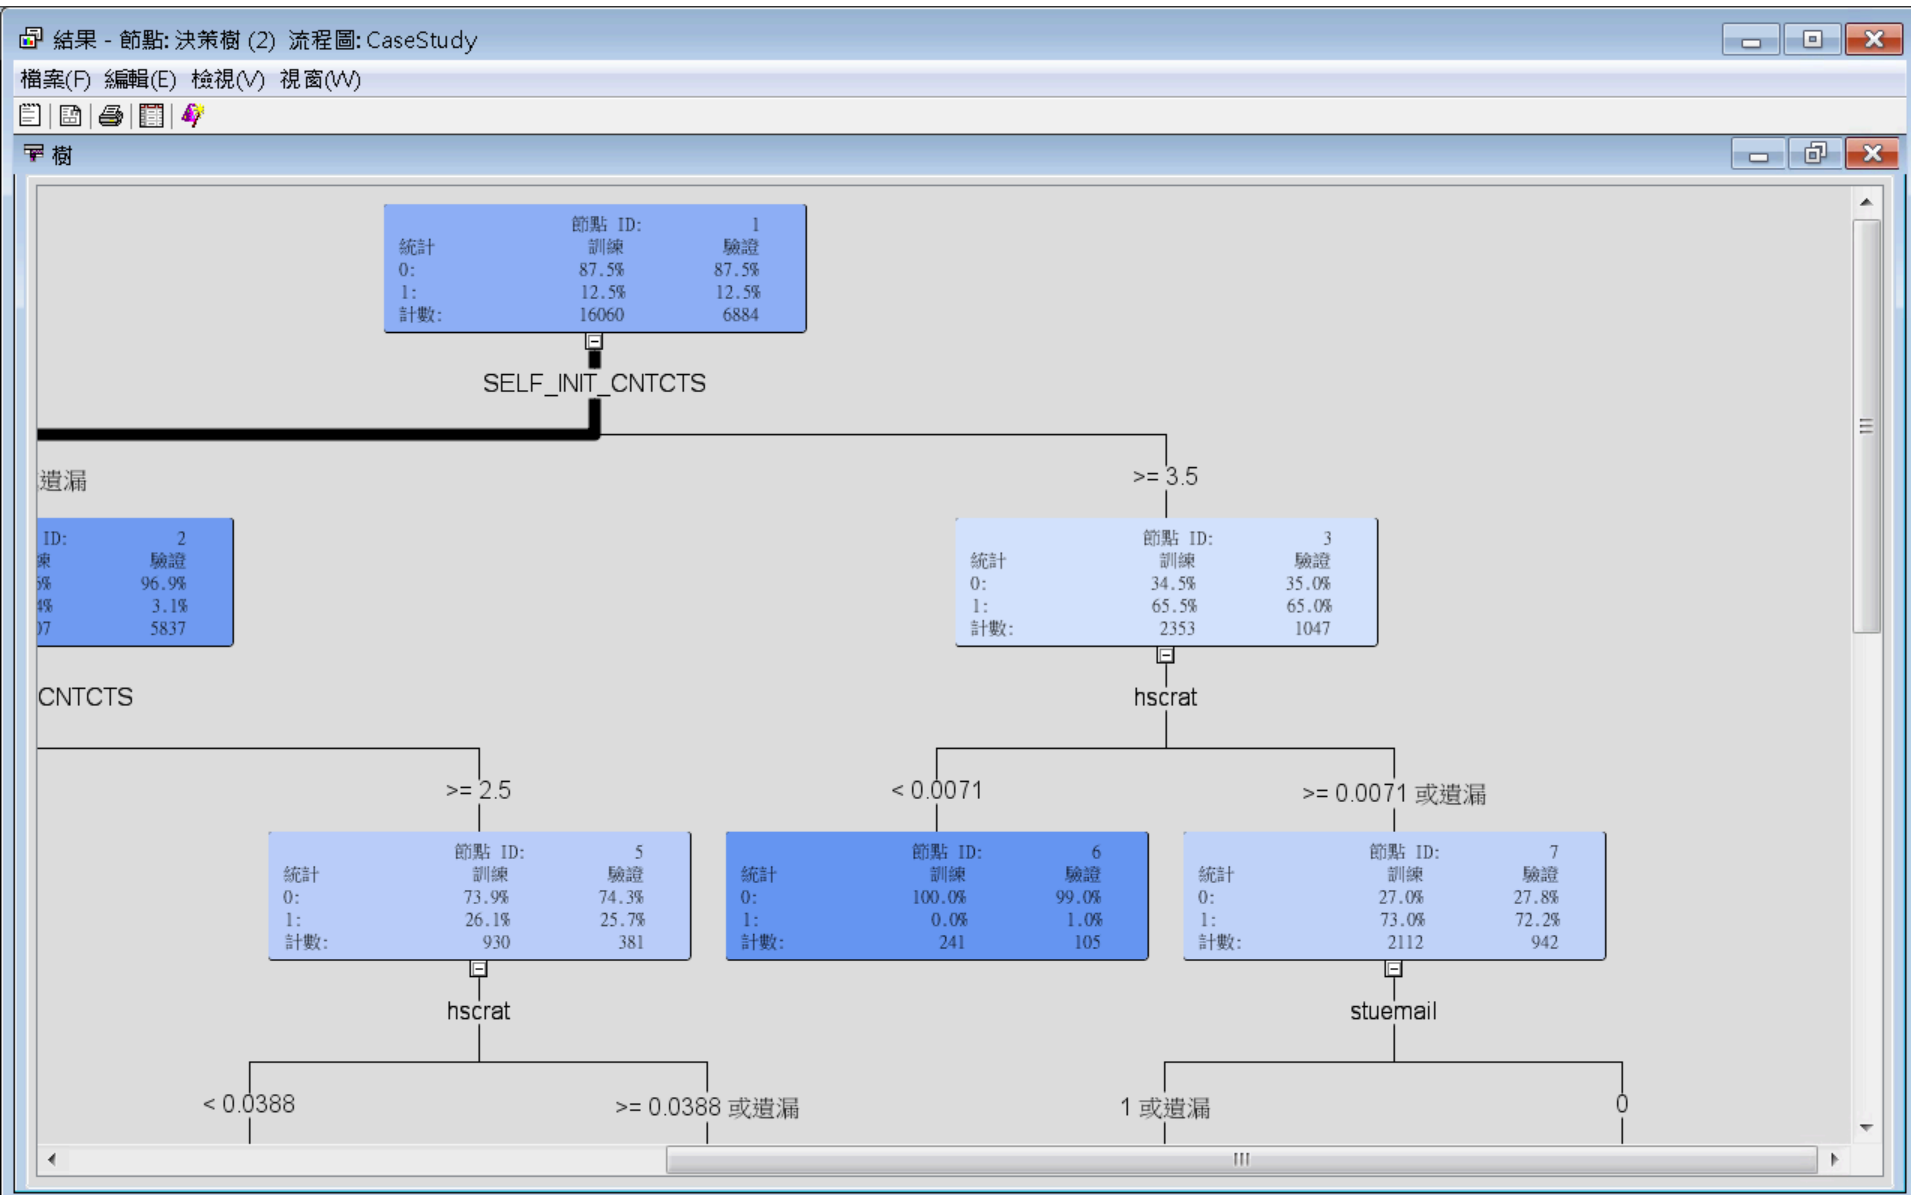 結果 - 節點: 決策樹 (2) 流程圖: CaseStudy
檔案(F) 編輯(E) 檢視(V) 視窗(W)
樹
節點 ID: 1
統計 訓練 驗證
0: 87.5% 87.5%
1: 12.5% 12.5%
計數: 16060 6884
SELF_INIT_CNTCTS
遺漏
>= 3.5
ID: 2
驗證
% 96.9%
4% 3.1%
07 5837
節點 ID: 3
統計 訓練 驗證
0: 34.5% 35.0%
1: 65.5% 65.0%
計數: 2353 1047
CNTCTS
hscrat
>= 2.5
< 0.0071
>= 0.0071 或遺漏
節點 ID: 5
統計 訓練 驗證
0: 73.9% 74.3%
1: 26.1% 25.7%
計數: 930 381
節點 ID: 6
統計 訓練 驗證
0: 100.0% 99.0%
1: 0.0% 1.0%
計數: 241 105
節點 ID: 7
統計 訓練 驗證
0: 27.0% 27.8%
1: 73.0% 72.2%
計數: 2112 942
hscrat
stuemail
< 0.0388
>= 0.0388 或遺漏
1 或遺漏
0